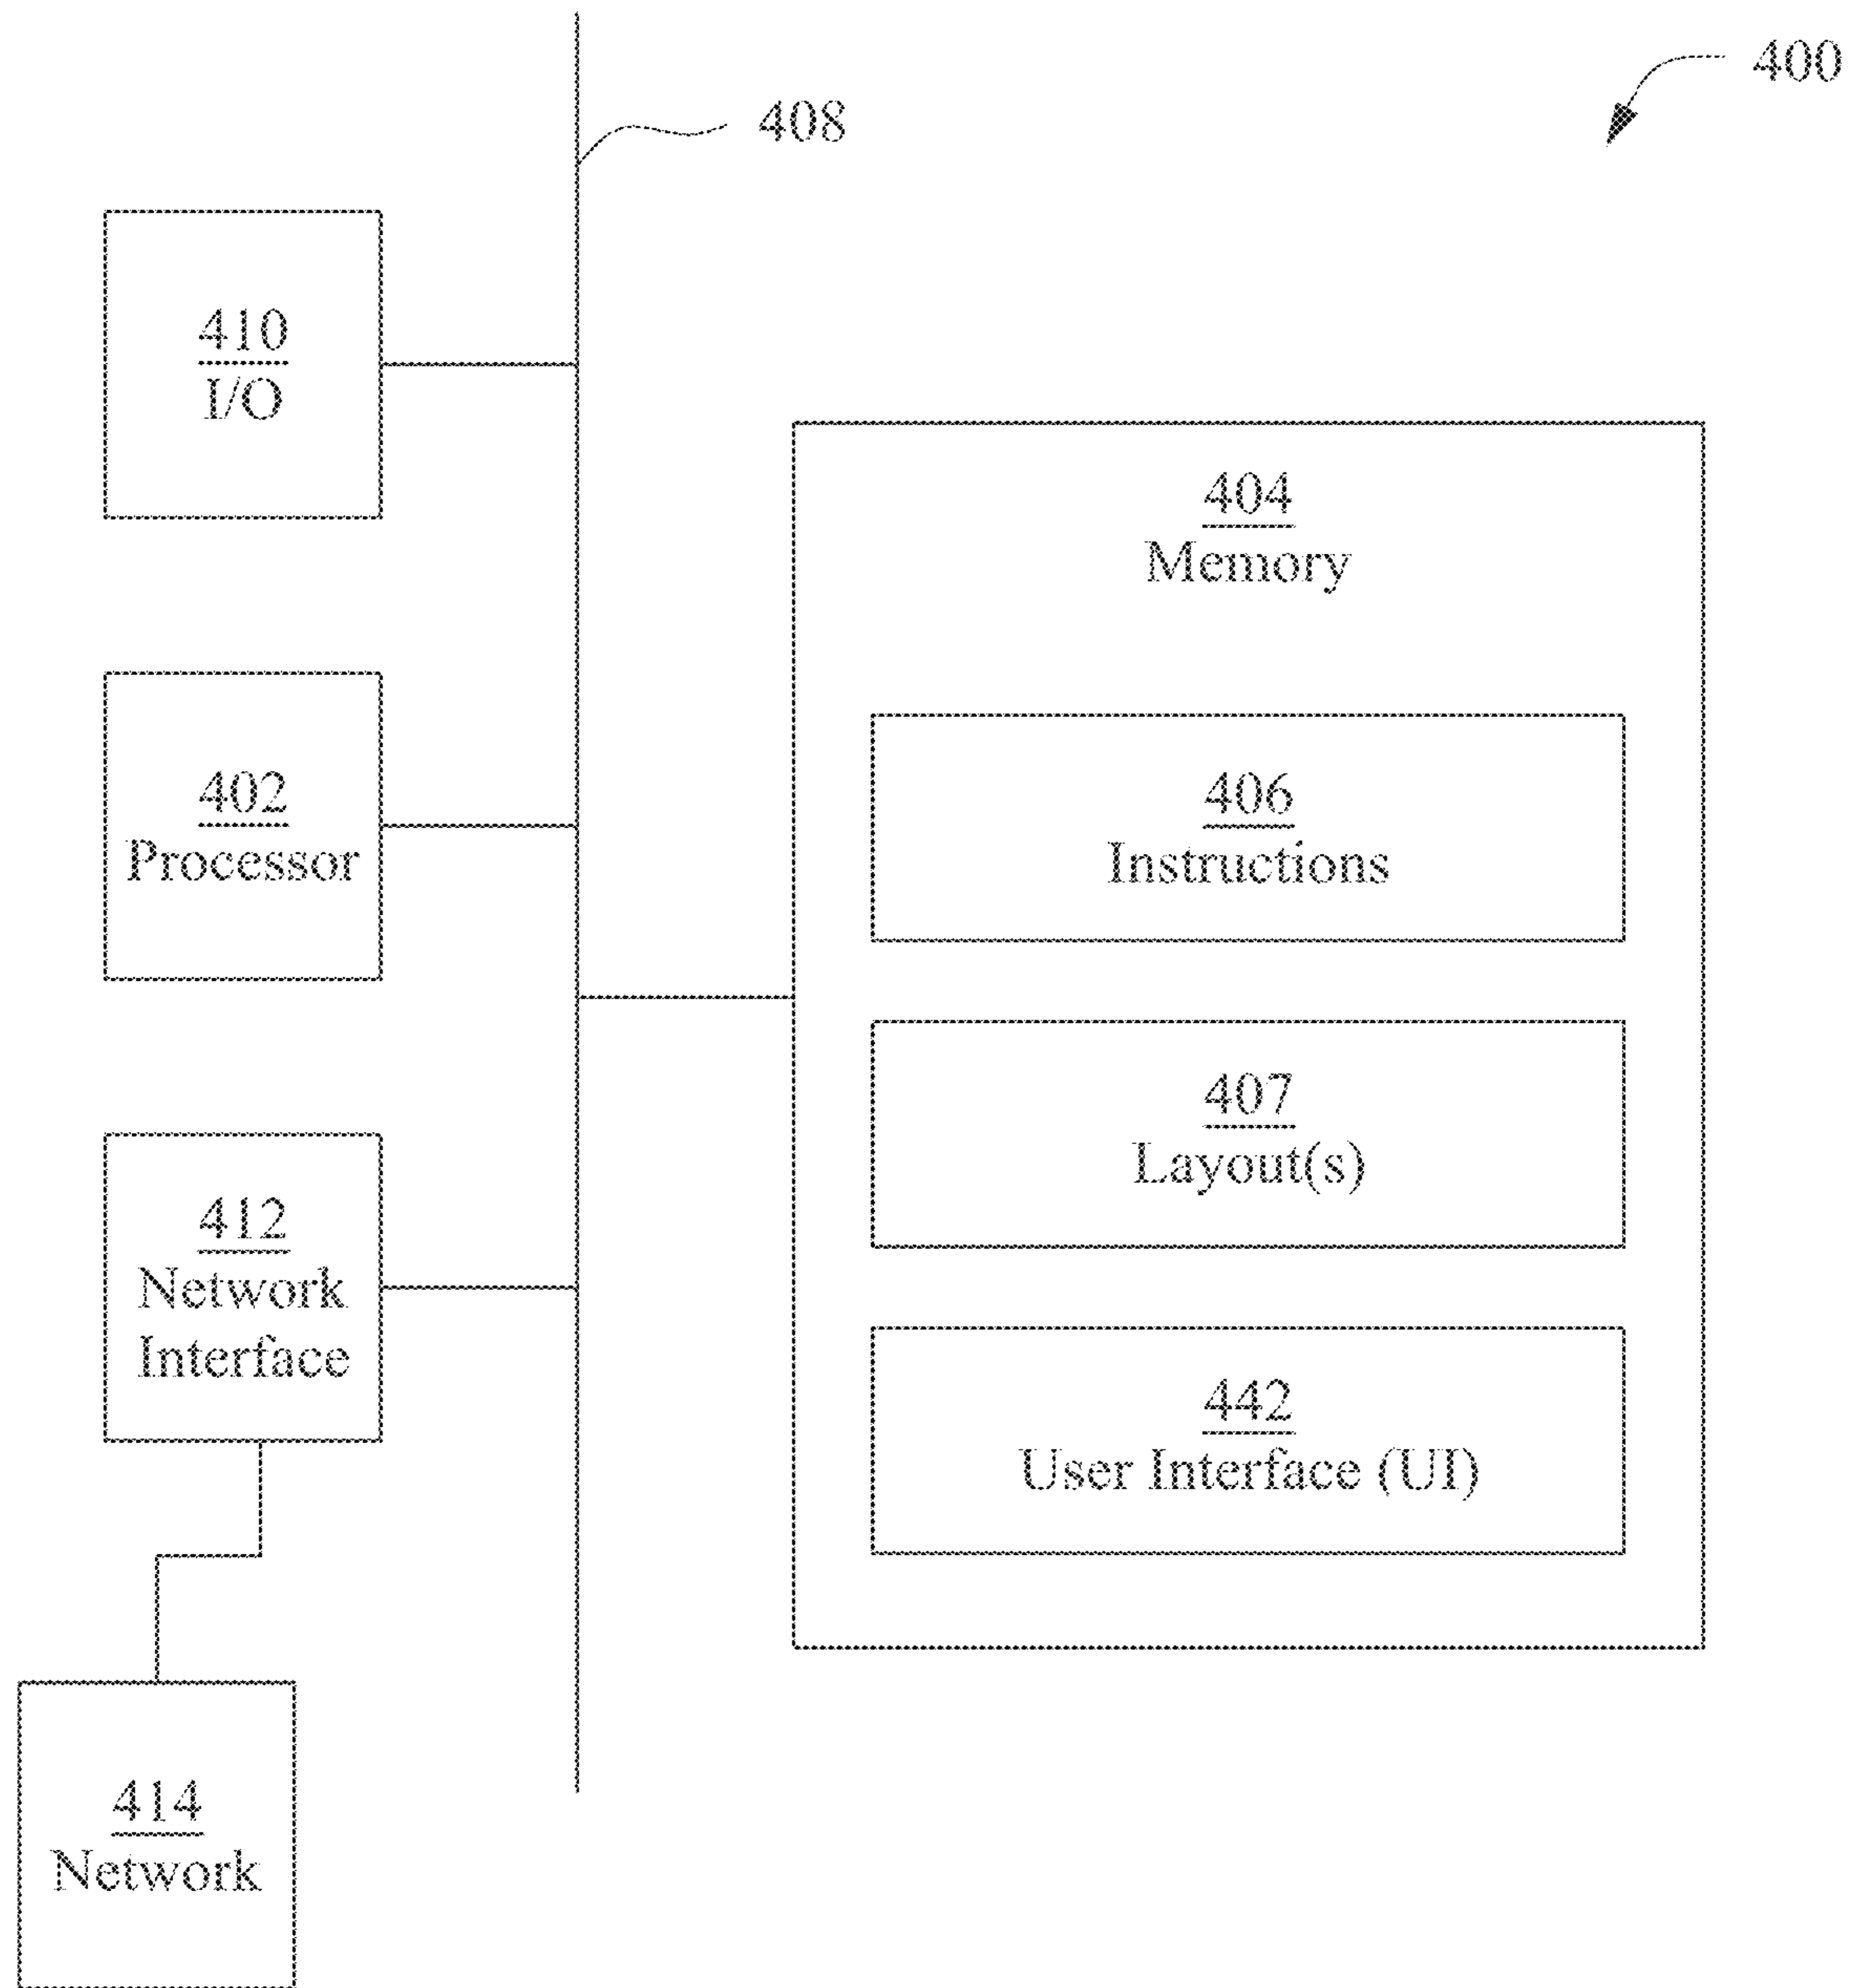 400
408
410
I/O
404
Memory
402
Processor
406
Instructions
407
Layout(s)
412
Network
Interface
442
User Interface (UI)
414
Network